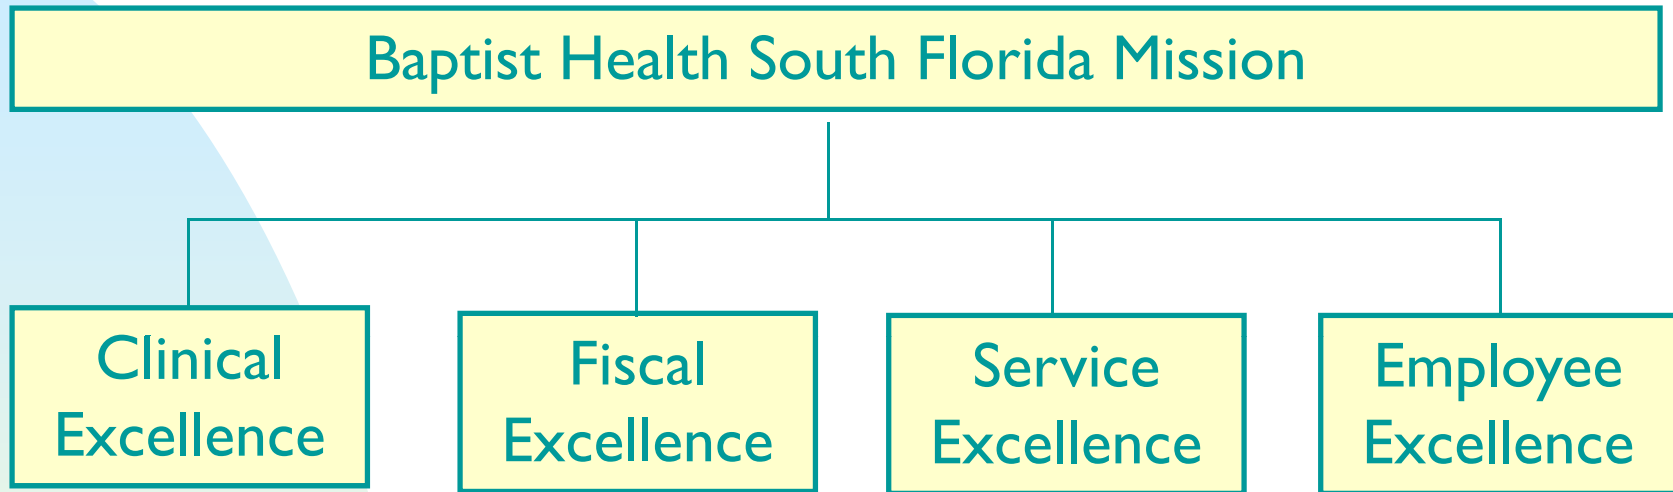 Baptist Health South Florida Mission
Clinical
Excellence
Fiscal
Excellence
Service
Excellence
Employee
Excellence